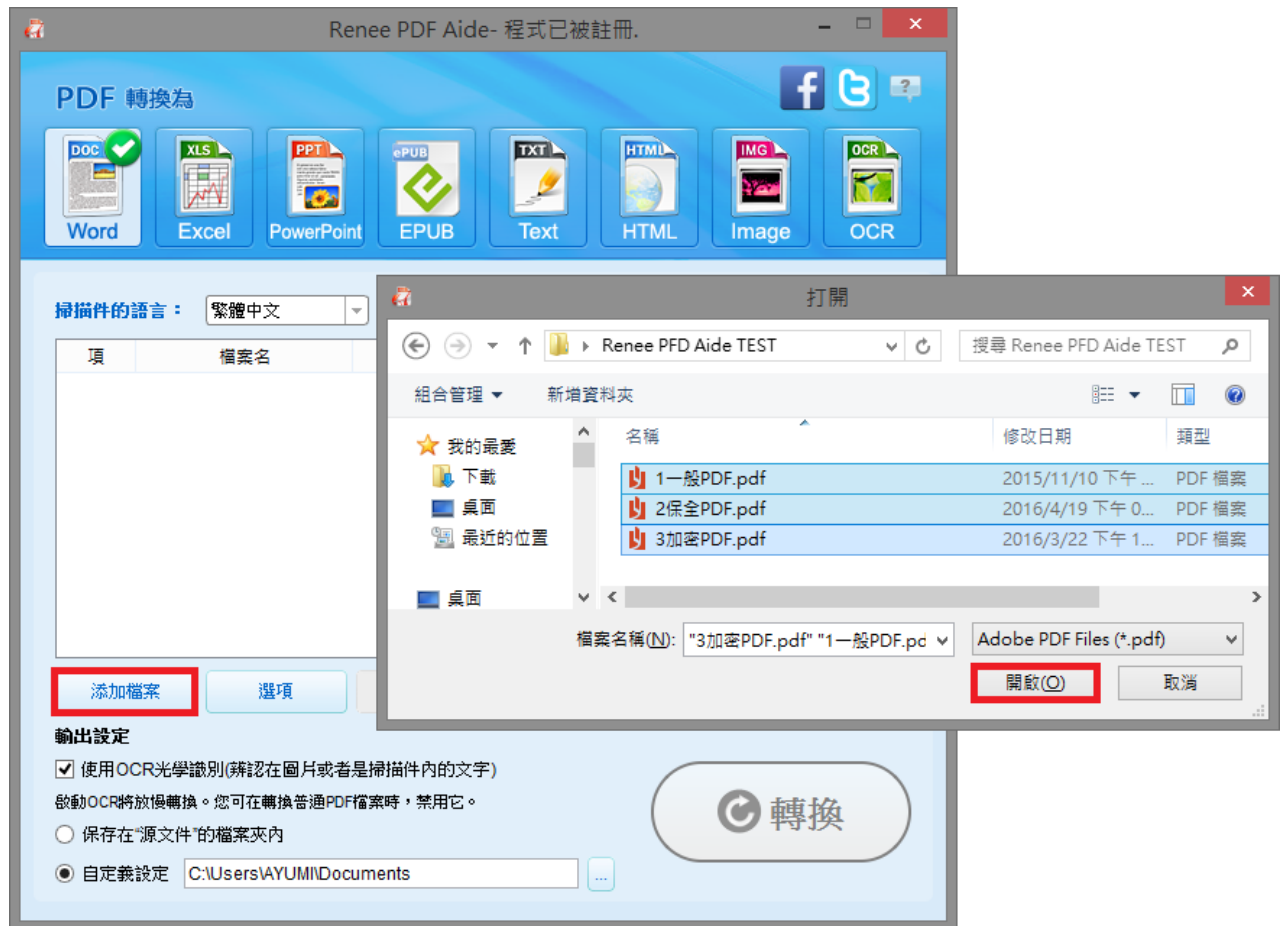 Renee PDF Aide- 程式已被註冊.
PDF 轉換為
DOC
Word
XLS
Excel
PPT
PowerPoint
ePUB
EPUB
TXT
Text
HTML
HTML
IMG
Image
OCR
OCR
掃描件的語言：
繁體中文
項
檔案名
打開
Renee PFD Aide TEST
搜尋 Renee PFD Aide TEST
組合管理
新增資料夾
我的最愛
下載
桌面
最近的位置
桌面
名稱
修改日期
類型
1一般PDF.pdf
2015/11/10 下午 ...
PDF 檔案
2保全PDF.pdf
2016/4/19 下午 0...
PDF 檔案
3加密PDF.pdf
2016/3/22 下午 1...
PDF 檔案
檔案名稱(N):
"3加密PDF.pdf" "1一般PDF.pd
Adobe PDF Files (*.pdf)
開啟(O)
取消
添加檔案
選項
輸出設定
使用OCR光學識別(辨認在圖片或者是掃描件內的文字)
啟動OCR將放慢轉換。您可在轉換普通PDF檔案時，禁用它。
保存在“源文件”的檔案夾內
自定義設定
C:\Users\AYUMI\Documents
...
轉換